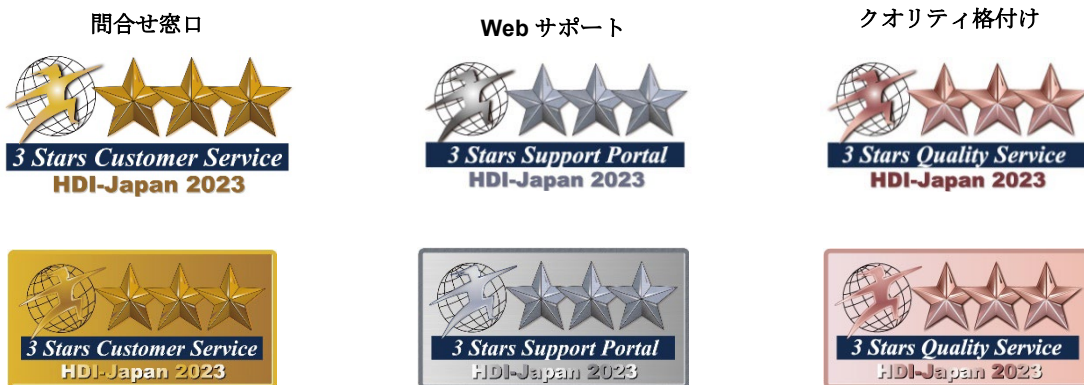 問合せ窓口
Web サポート
クオリティ格付け
3 Stars Customer Service
HDI-Japan 2023
3 Stars Support Portal
HDI-Japan 2023
3 Stars Quality Service
HDI-Japan 2023
3 Stars Customer Service
HDI-Japan 2023
3 Stars Support Portal
HDI-Japan 2023
3 Stars Quality Service
HDI-Japan 2023